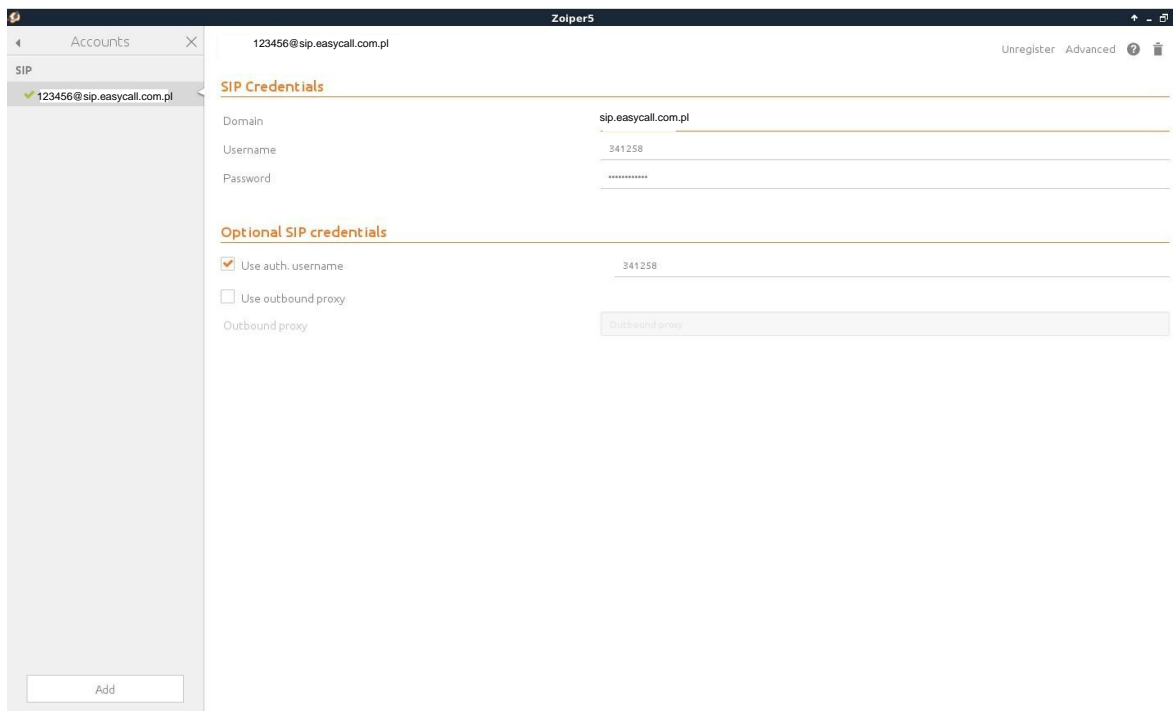 Zoiper5
Accounts
SIP
123456@sip.easycall.com.pl
Add
123456@sip.easycall.com.pl
Unregister Advanced ?
SIP Credentials
Domain sip.easycall.com.pl
Username 341258
Password ••••••••••••
Optional SIP credentials
Use auth. username 341258
Use outbound proxy
Outbound proxy Outbound proxy